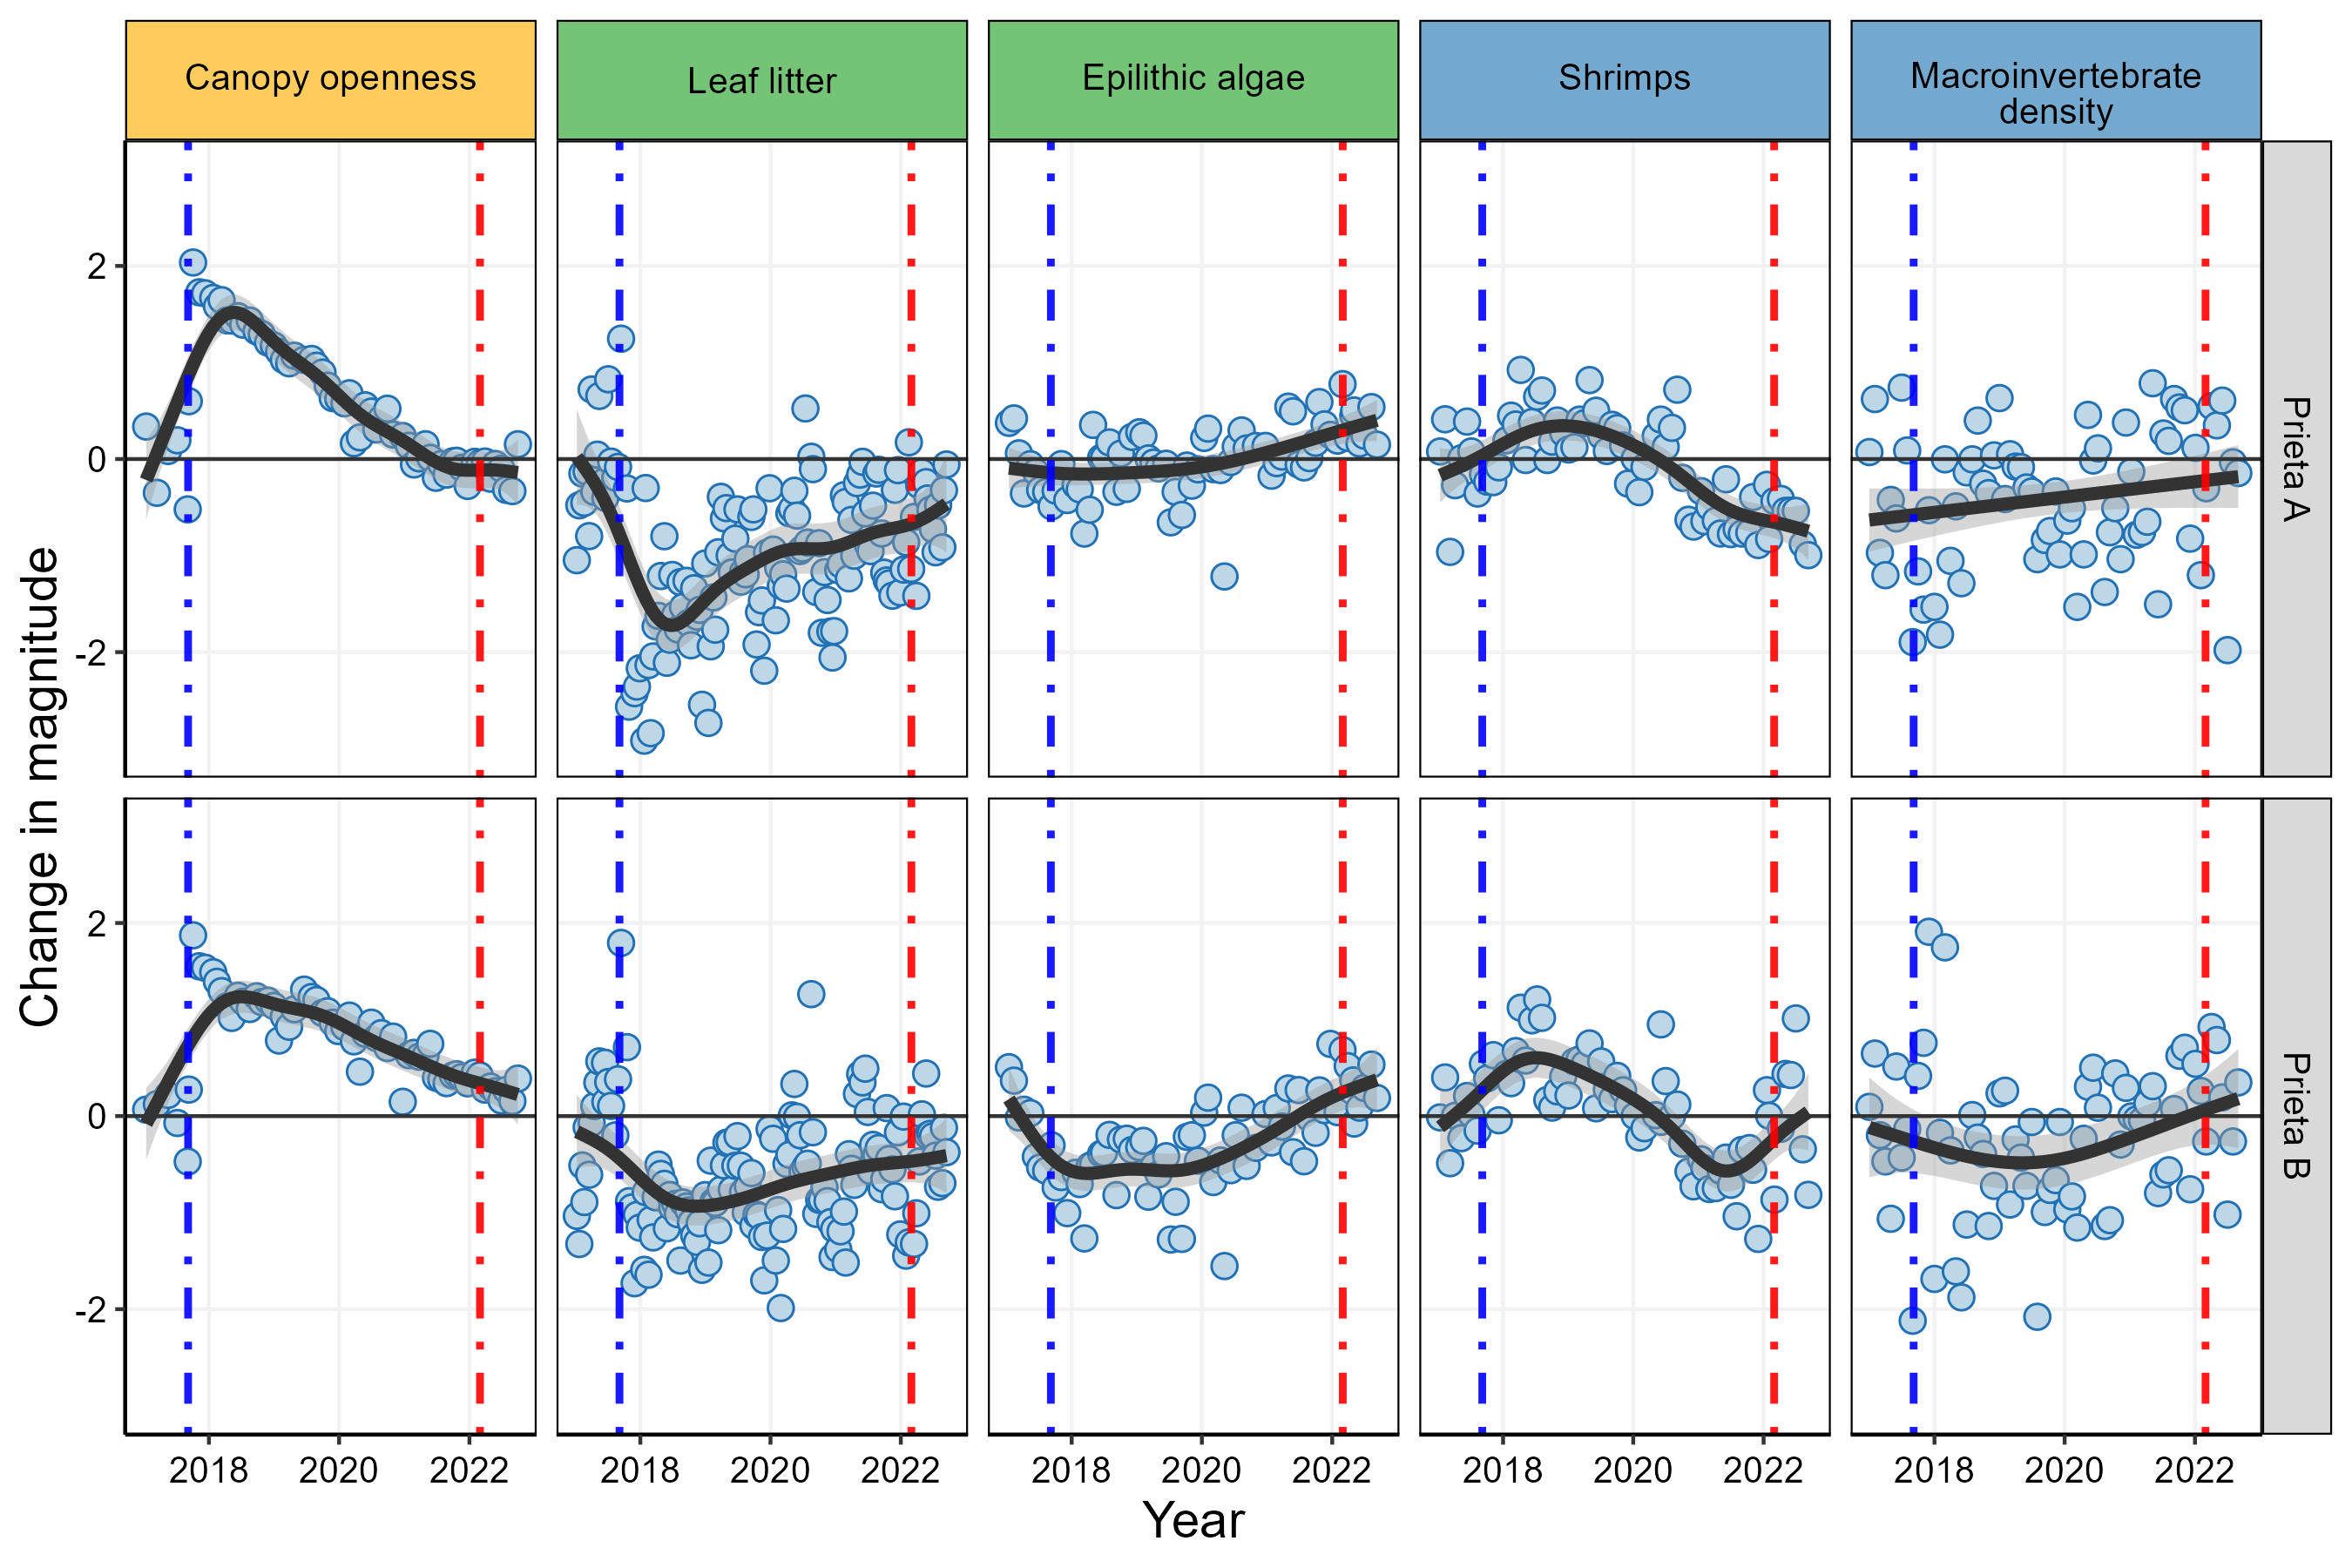 Canopy openness
Leaf litter
Epilithic algae
Shrimps
Macroinvertebrate
density
Change in magnitude
2
0
-2
Prieta A
2
0
-2
Prieta B
2018 2020 2022
2018 2020 2022
2018 2020 2022
2018 2020 2022
2018 2020 2022
Year